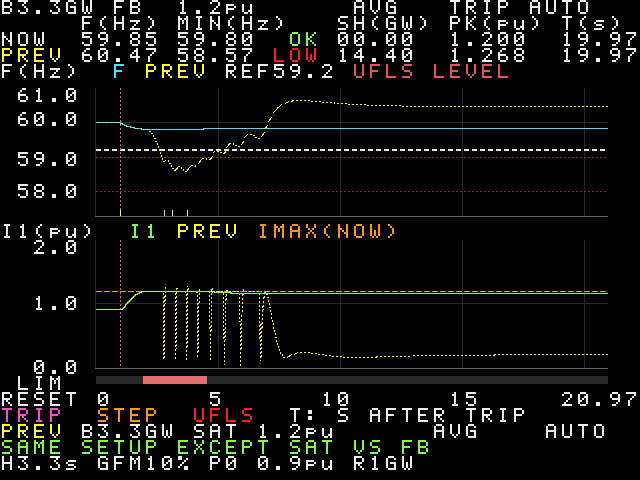 B3.3GW FB 1.2pu AVG TRIP AUTO
F(Hz) MIN(Hz) SH(GW) PK(pu) T(s)
NOW 59.85 59.80 OK 00.00 1.200 19.97
PREV 60.47 58.57 LOW 14.40 1.268 19.97
F(Hz) F PREV REF59.2 UFLS LEVEL
61.0
60.0
59.0
58.0
I1(pu) I1 PREV IMAX(NOW)
2.0
1.0
0.0
LIM
RESET 0 5 10 15 20.97
TRIP STEP UFLS T: S AFTER TRIP
PREV B3.3GW SAT 1.2pu AVG AUTO
SAME SETUP EXCEPT SAT VS FB
H3.3s GFM10% P0 0.9pu R1GW